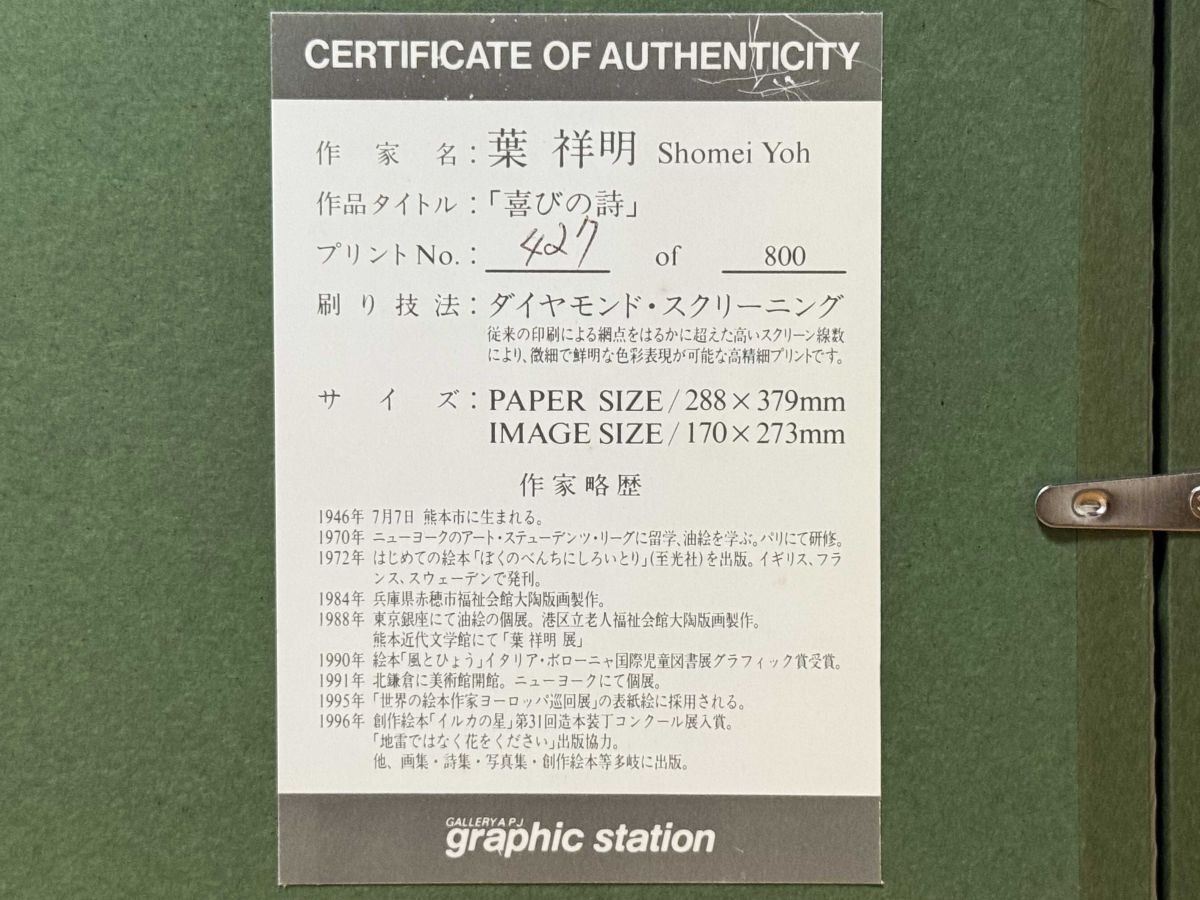 CERTIFICATE OF AUTHENTICITY
作家名：葉 祥明 Shomei Yoh
作品タイトル：「喜びの詩」
プリントNo.： 427 of 800
刷り技法：ダイヤモンド・スクリーニング
従来の印刷による網点をはるかに超えた高いスクリーン線数
により、微細で鮮明な色彩表現が可能な高精細プリントです。
サイズ：PAPER SIZE/288×379mm
IMAGE SIZE/170×273mm
作家略歴
1946年 7月7日 熊本市に生まれる。
1970年 ニューヨークのアート・ステューデンツ・リーグに留学、油絵を学ぶ。パリにて研修。
1972年 はじめての絵本「ぼくのべんちにしろいとり」(至光社)を出版。イギリス、フラ
ンス、スウェーデンで発刊。
1984年 兵庫県赤穂市福祉会館大陶版画製作。
1988年 東京銀座にて油絵の個展。港区立老人福祉会館大陶版画製作。
熊本近代文学館にて「葉 祥明 展」
1990年 絵本「風とひょう」イタリア・ボローニャ国際児童図書展グラフィック賞受賞。
1991年 北鎌倉に美術館開館。ニューヨークにて個展。
1995年 「世界の絵本作家ヨーロッパ巡回展」の表紙絵に採用される。
1996年 創作絵本「イルカの星」第31回造本装丁コンクール展入賞。
「地雷ではなく花をください」出版協力。
他、画集・詩集・写真集・創作絵本等多岐に出版。
GALLERY A P J
graphic station